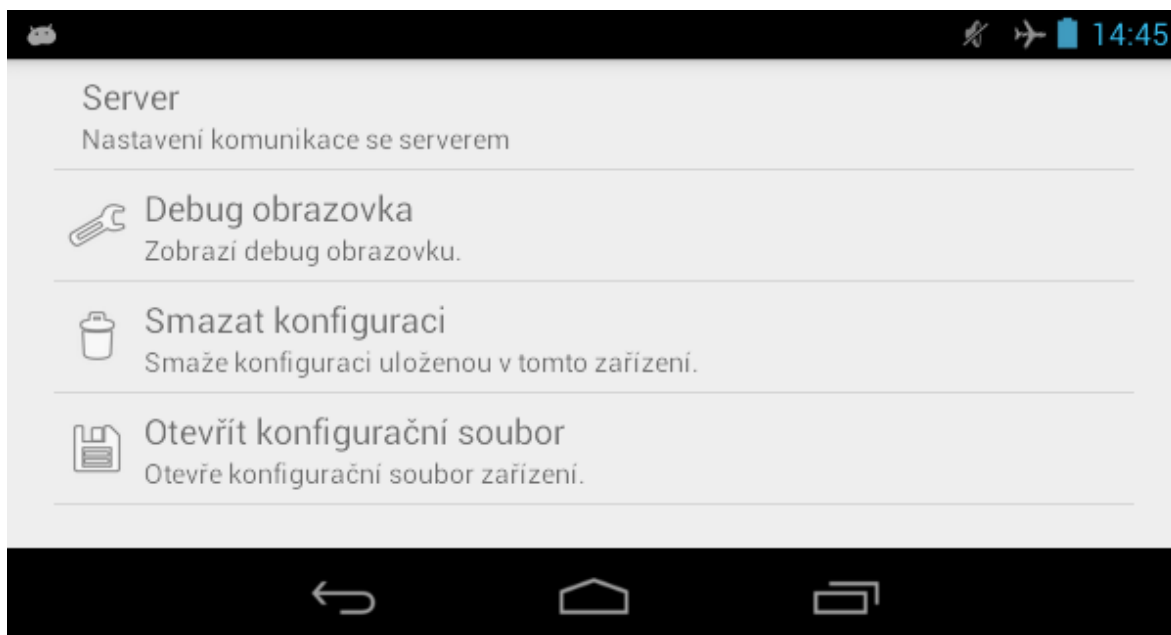 14:45
Server
Nastavení komunikace se serverem
Debug obrazovka
Zobrazí debug obrazovku.
Smazat konfiguraci
Smaže konfiguraci uloženou v tomto zařízení.
Otevřít konfigurační soubor
Otevře konfigurační soubor zařízení.